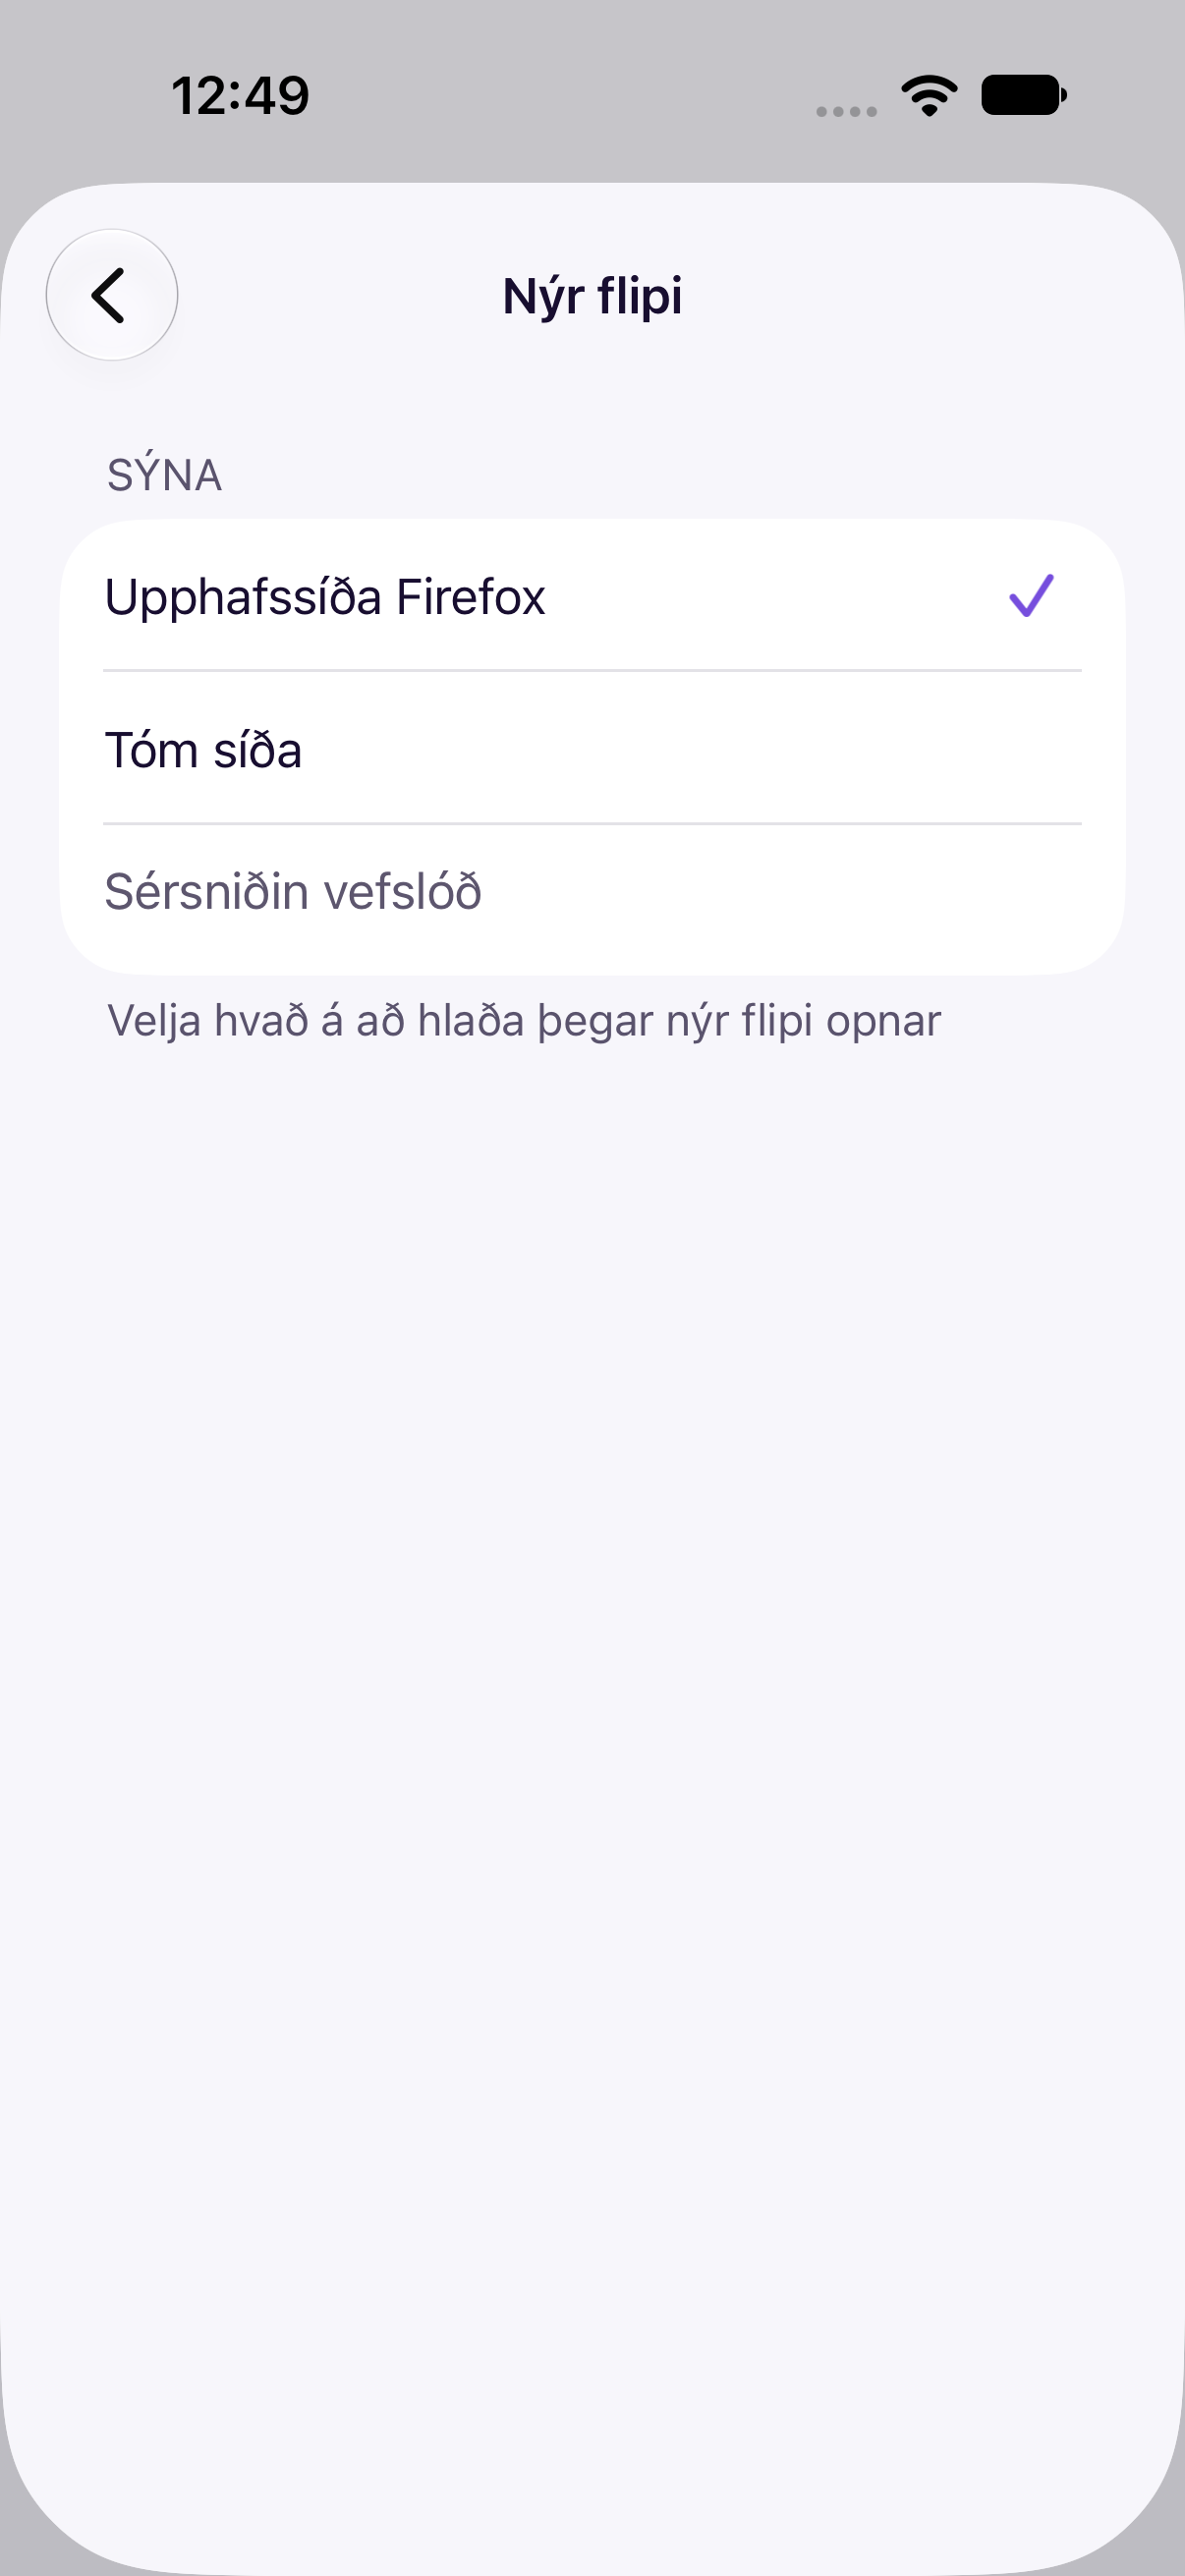 12:49
Nýr flipi
SÝNA
Upphafssíða Firefox
Tóm síða
Sérsniðin vefslóð
Velja hvað á að hlaða þegar nýr flipi opnar